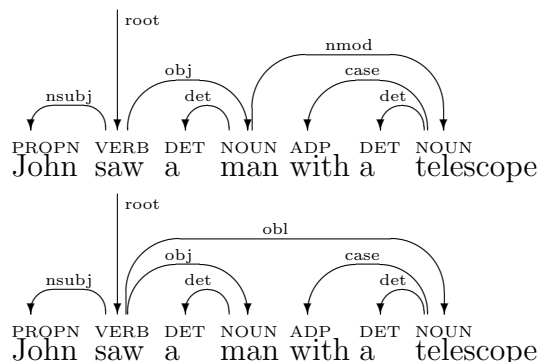 root
nmod
obj case
nsubj det det
PROPN VERB DET NOUN ADP DET NOUN
John saw a man with a telescope
root
obl
obj case
nsubj det det
PROPN VERB DET NOUN ADP DET NOUN
John saw a man with a telescope